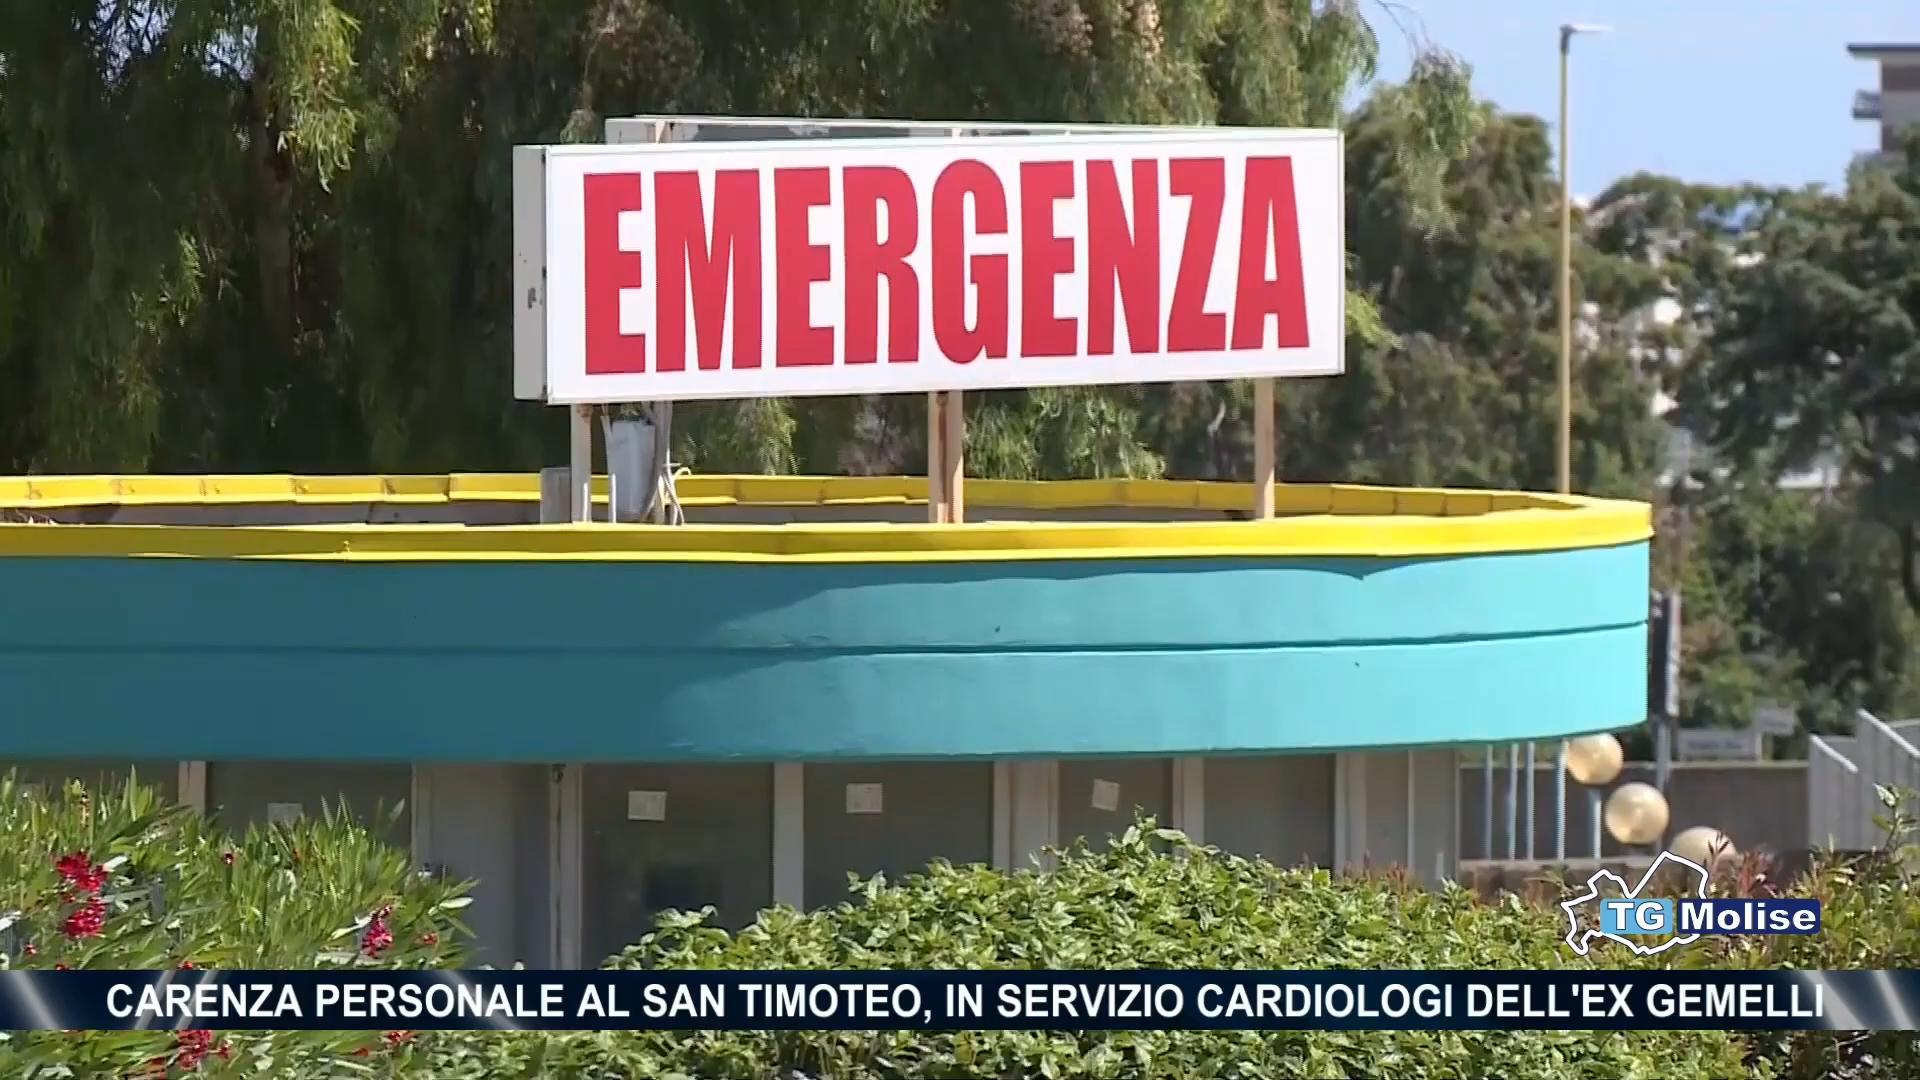 EMERGENZA
TG Molise
CARENZA PERSONALE AL SAN TIMOTEO, IN SERVIZIO CARDIOLOGI DELL'EX GEMELLI